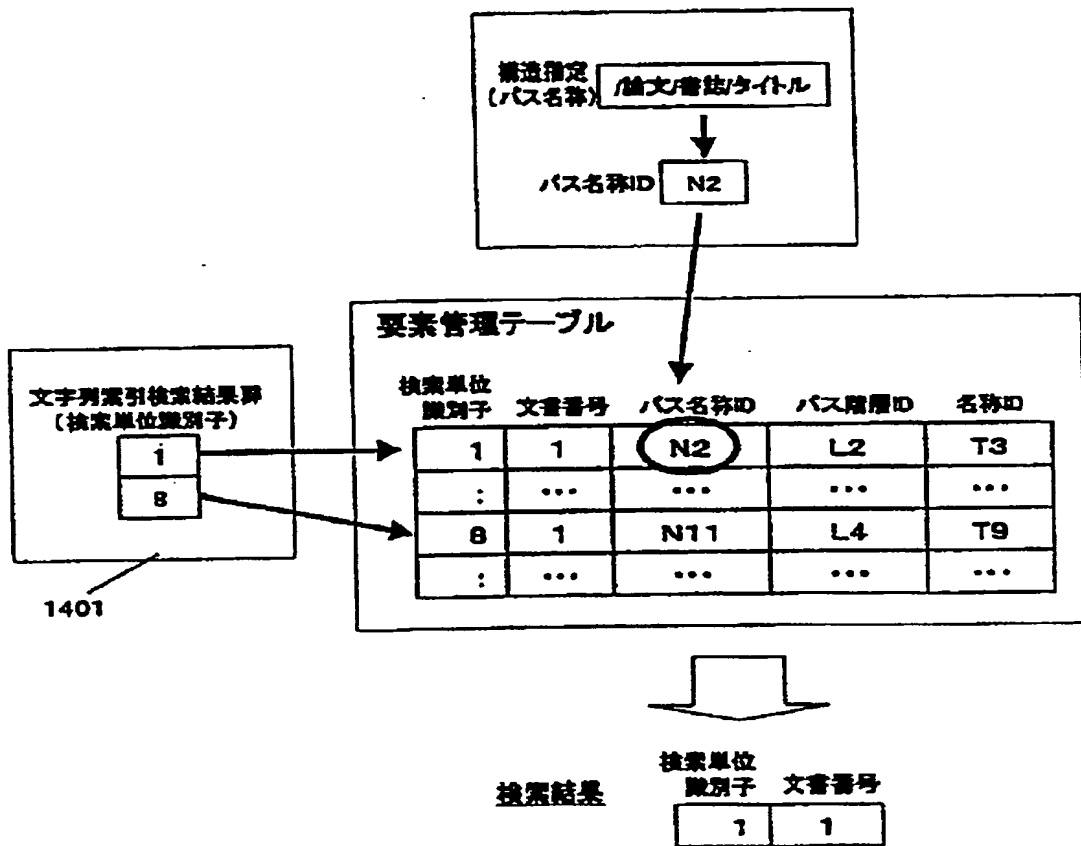 構造指定
(パス名称)
/論文/書誌/タイトル
パス名称ID
N2
要素管理テーブル
文字列索引検索結果群
(検索単位識別子)
1
8
1401
検索単位
識別子
文書番号
パス名称ID
パス階層ID
名称ID
1 1 N2 L2 T3
: ... ... ... ...
8 1 N11 L4 T9
: ... ... ... ...
検索結果
検索単位
識別子
文書番号
1 1